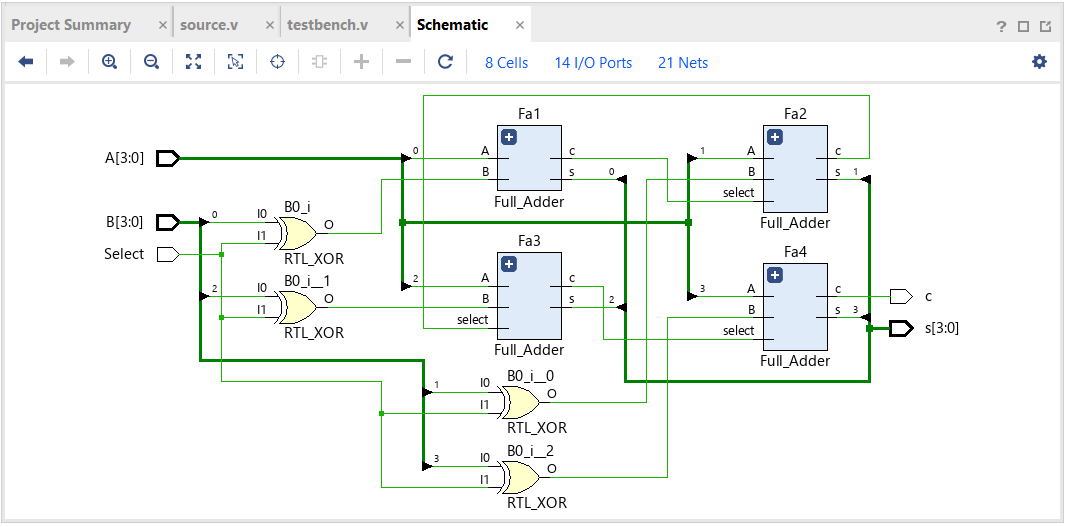 Project Summary × source.v × testbench.v × Schematic × ?
8 Cells 14 I/O Ports 21 Nets
Fa1
A[3:0]
0
A
B
c
s
0
Full_Adder
Fa2
1
A
B
select
c
s
1
Full_Adder
B[3:0]
Select
0
B0_i
I0
I1
O
RTL_XOR
2
B0_i__1
I0
I1
O
RTL_XOR
Fa3
2
A
B
select
c
s
2
Full_Adder
Fa4
3
A
B
select
c
s
3
Full_Adder
c
s[3:0]
1
B0_i__0
I0
I1
O
RTL_XOR
3
B0_i__2
I0
I1
O
RTL_XOR